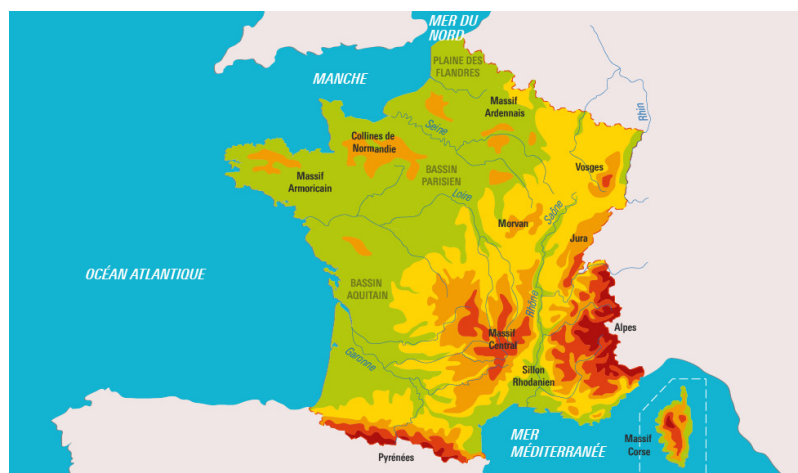 MER DU
NORD
PLAINE DES
FLANDRES
MANCHE
Massif
Ardennais
Rhin
Seine
Collines de
Normandie
BASSIN
PARISIEN
Vosges
Massif
Armoricain
Loire
Saône
Morvan
Jura
OCÉAN ATLANTIQUE
BASSIN
AQUITAIN
Rhône
Alpes
Massif
Central
Garonne
Sillon
Rhodanien
MER
MÉDITERRANÉE
Massif
Corse
Pyrénées